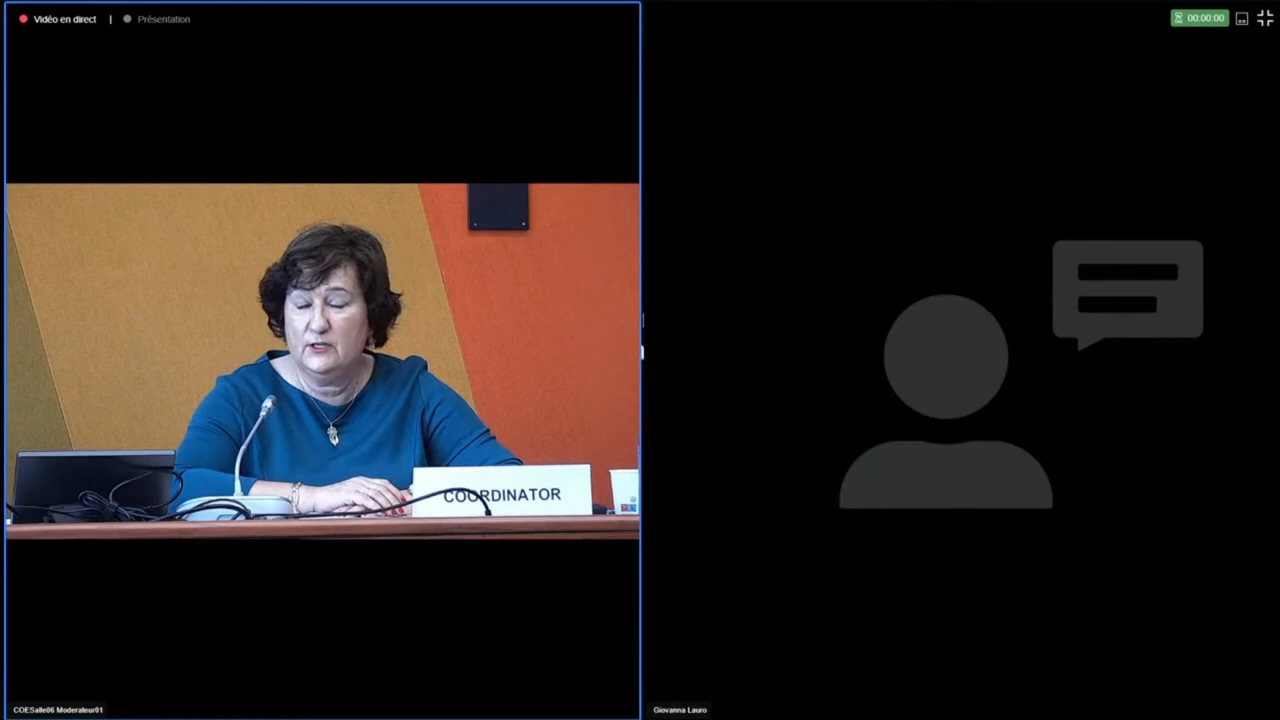 Vidéo en direct | Présentation
00:00:00
COORDINATOR
COESalle06 Moderateur01
Giovanna Lauro